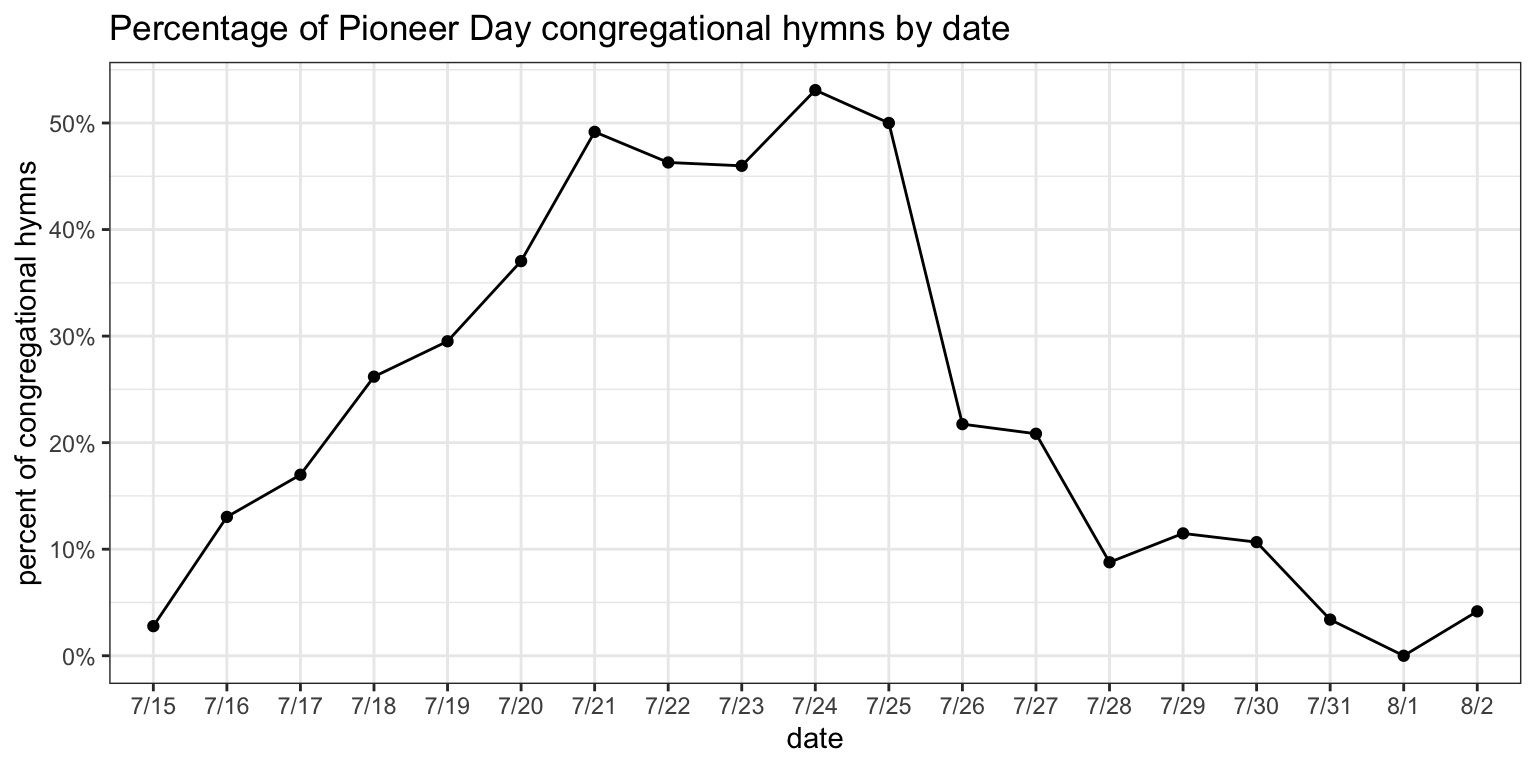 Percentage of Pioneer Day congregational hymns by date
percent of congregational hymns
50%
40%
30%
20%
10%
0%
7/15 7/16 7/17 7/18 7/19 7/20 7/21 7/22 7/23 7/24 7/25 7/26 7/27 7/28 7/29 7/30 7/31 8/1 8/2
date